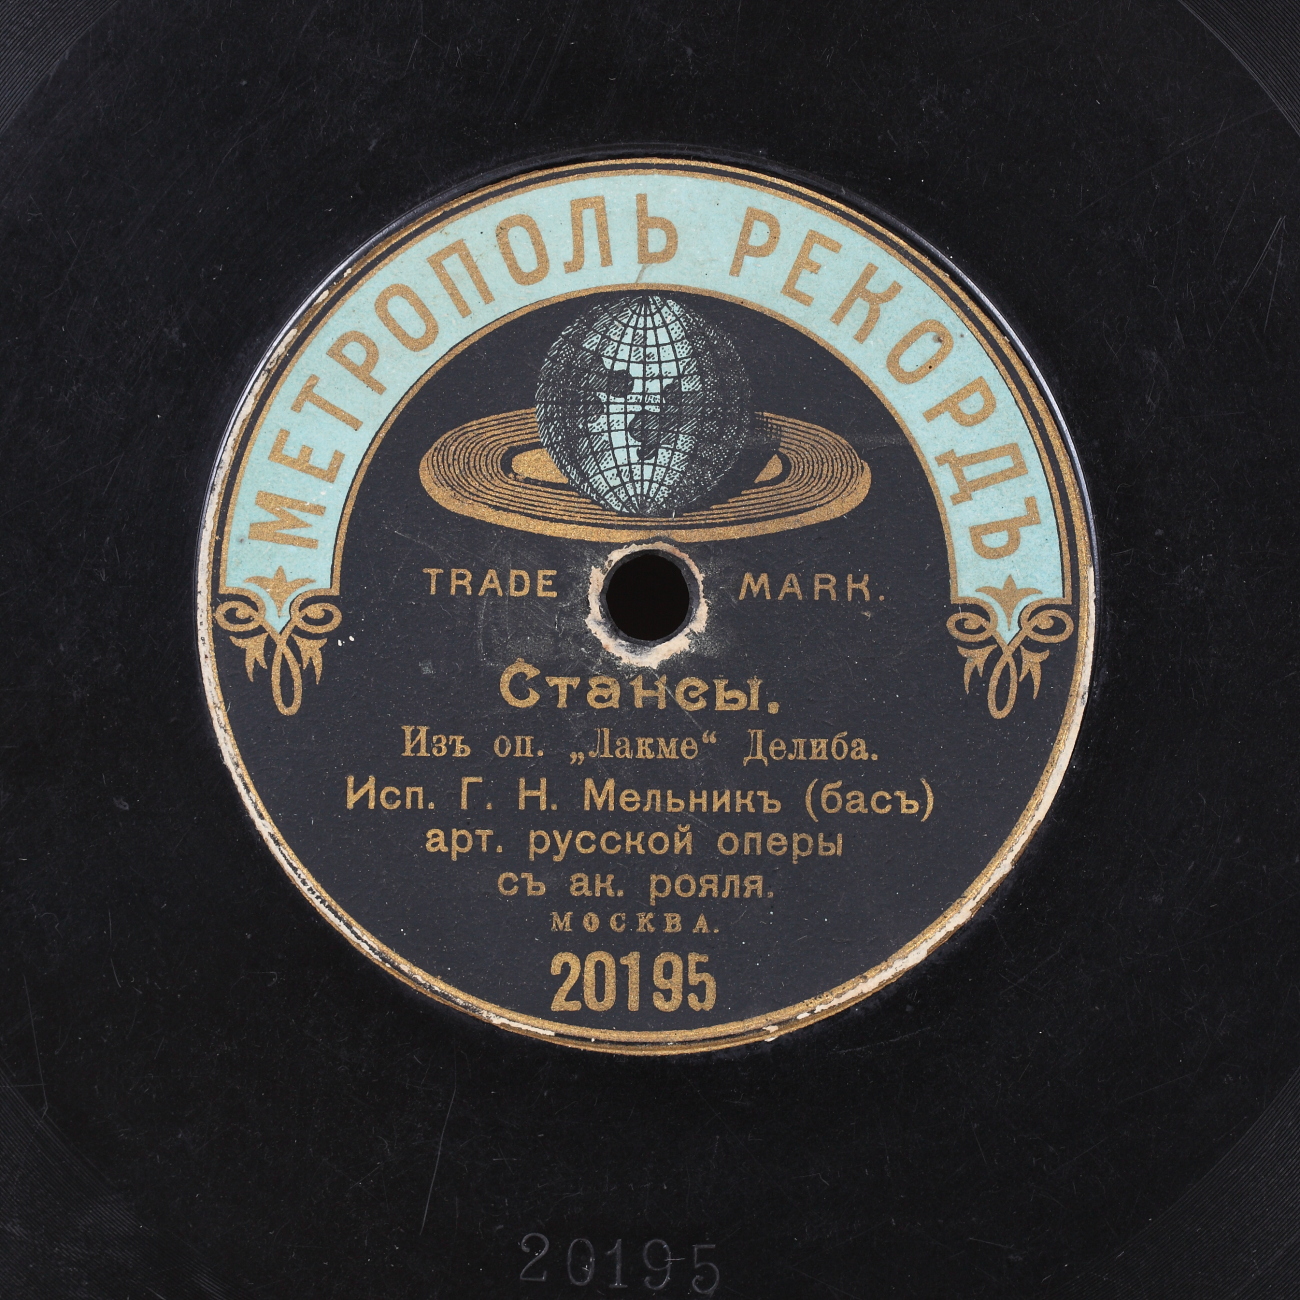 МЕТРОПОЛЬ РЕКОРДЪ
TRADE MARK.
Стансы.
Изъ оп. „Лакме“ Делиба.
Исп. Г. Н. Мельникъ (басъ)
арт. русской оперы
съ ак. рояля.
МОСКВА.
20195
20195